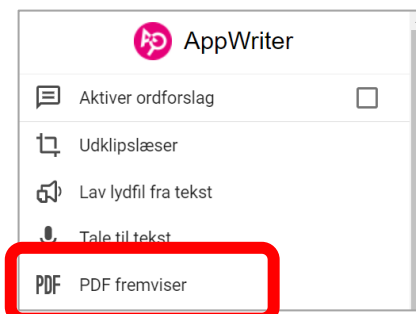 AppWriter
Aktiver ordforslag
Udklipslæser
Lav lydfil fra tekst
Tale til tekst
PDF PDF fremviser